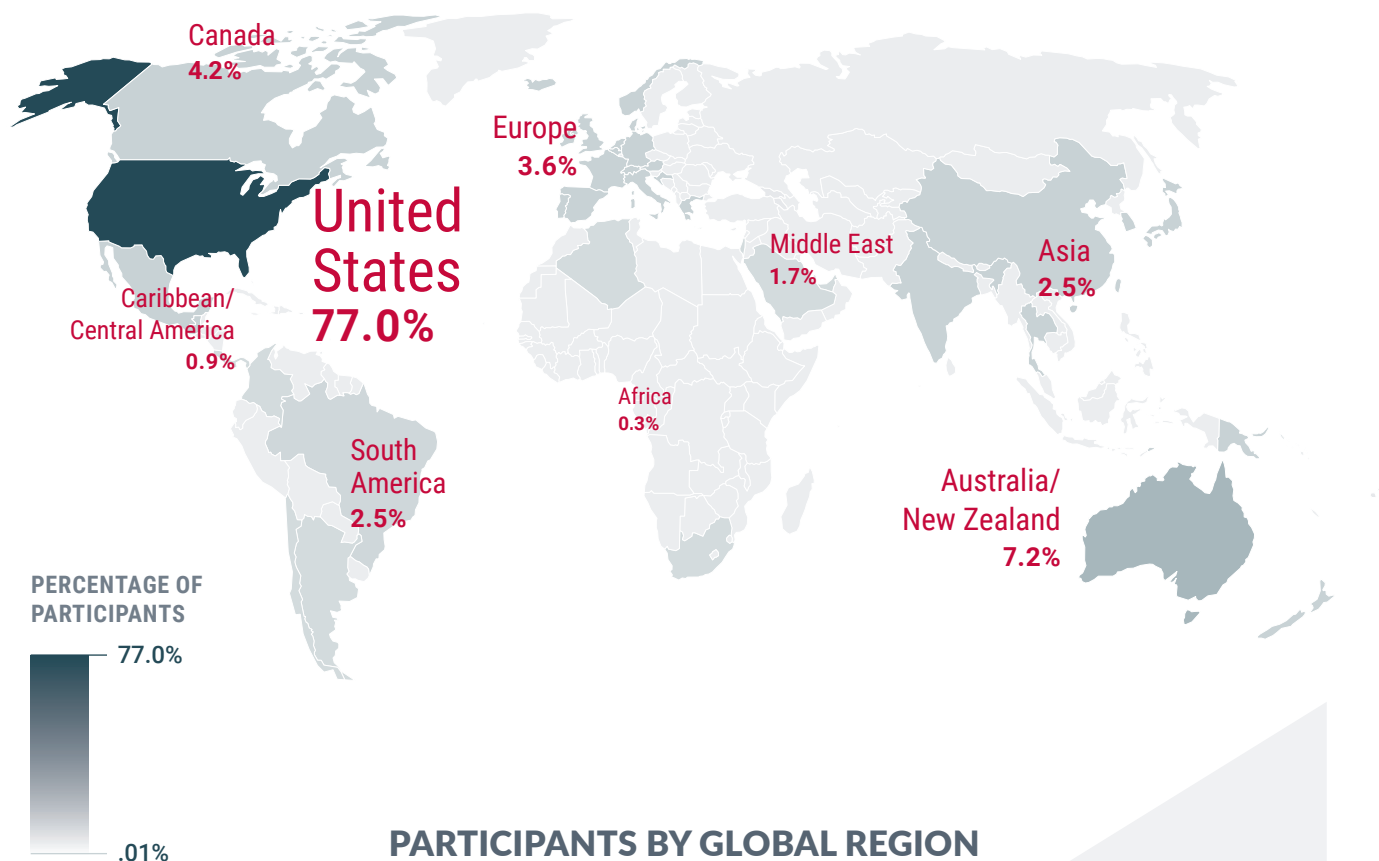 Canada
4.2%
Europe
3.6%
United
States
77.0%
Middle East
1.7%
Asia
2.5%
Caribbean/
Central America
0.9%
Africa
0.3%
South
America
2.5%
Australia/
New Zealand
7.2%
PERCENTAGE OF
PARTICIPANTS
77.0%
.01%
PARTICIPANTS BY GLOBAL REGION